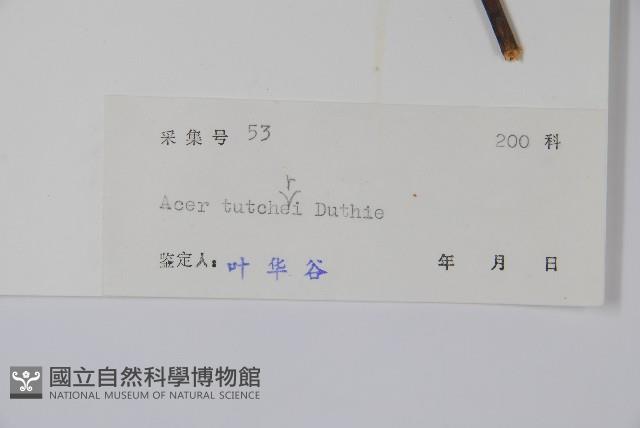 采集号 53 200 科
r
Acer tutchei Duthie
鉴定人: 叶华谷 年 月 日
國立自然科學博物館
NATIONAL MUSEUM OF NATURAL SCIENCE